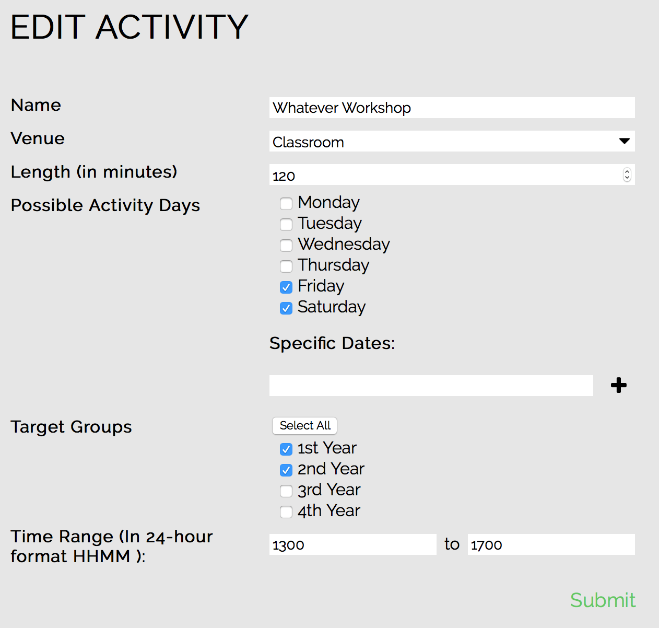 EDIT ACTIVITY
Name
Whatever Workshop
Venue
Classroom
Length (in minutes)
120
Possible Activity Days
Monday
Tuesday
Wednesday
Thursday
Friday
Saturday
Specific Dates:
Target Groups
Select All
1st Year
2nd Year
3rd Year
4th Year
Time Range (In 24-hour
format HHMM ):
1300 to 1700
Submit